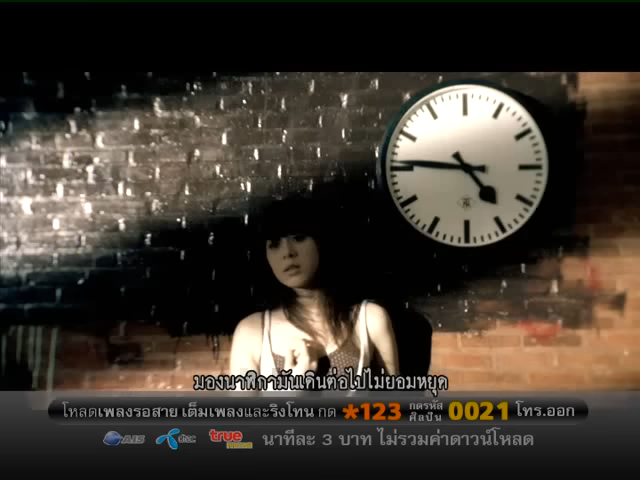 มองนาฬิกามันเดินต่อไปไม่ยอมหยุด
โหลดเพลงรอสาย เต็มเพลงและริงโทน กด *123 กดรหัสศิลปิน 0021 โทร.ออก
AIS dtac true นาทีละ 3 บาท ไม่รวมค่าดาวน์โหลด